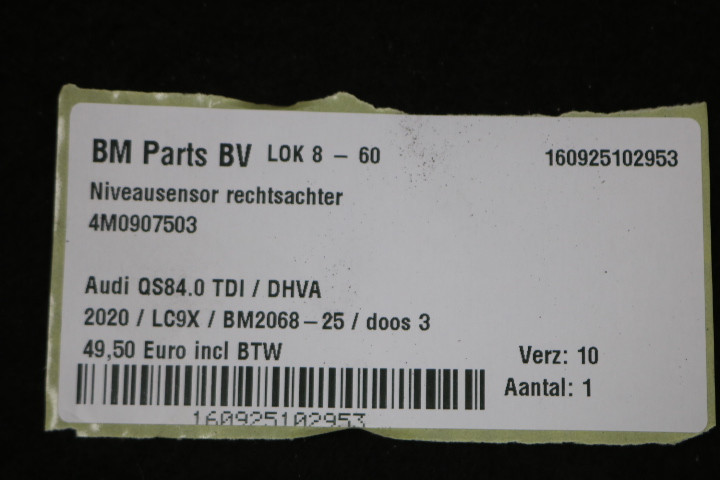 BM Parts BV LOK 8 - 60 160925102953
Niveausensor rechtsachter
4M0907503
Audi QS84.0 TDI / DHVA
2020 / LC9X / BM2068-25 / doos 3
49,50 Euro incl BTW Verz: 10
Aantal: 1
160925102953